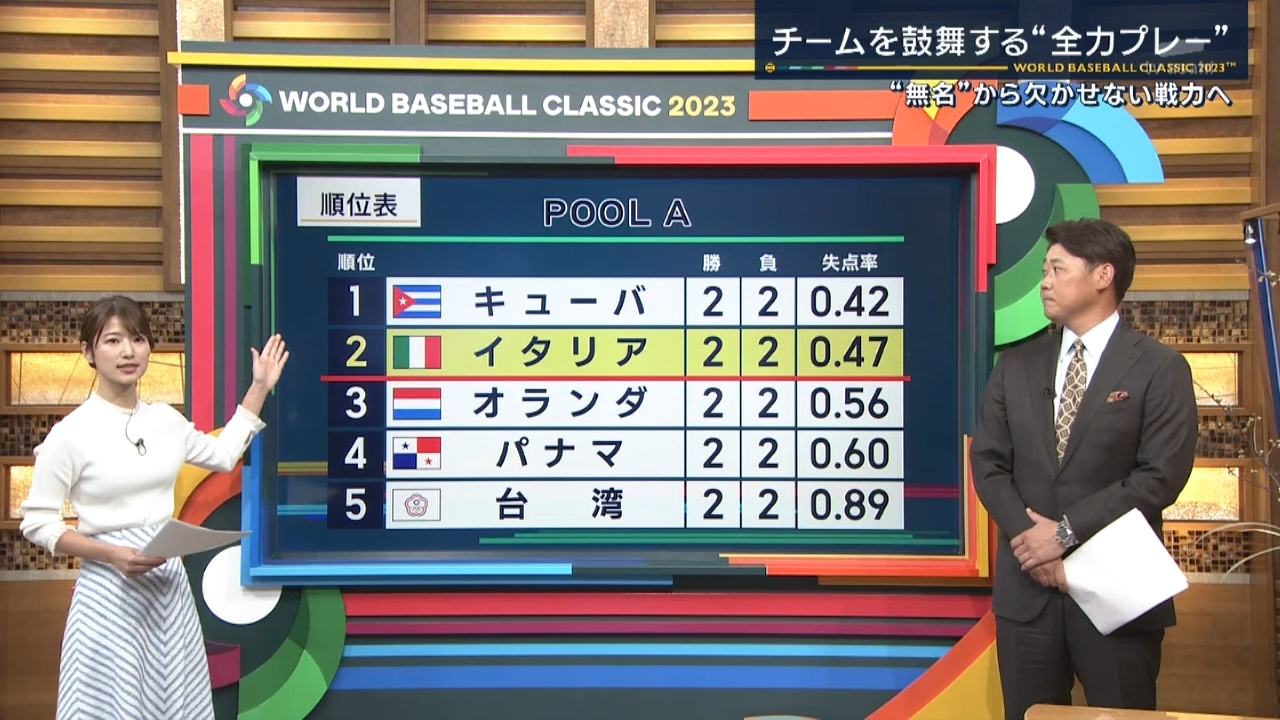 チームを鼓舞する“全力プレー”
WORLD BASEBALL CLASSIC 2023™
“無名”から欠かせない戦力へ
WORLD BASEBALL CLASSIC 2023
順位表
POOL A
順位 勝 負 失点率
1 キューバ 2 2 0.42
2 イタリア 2 2 0.47
3 オランダ 2 2 0.56
4 パナマ 2 2 0.60
5 台湾 2 2 0.89